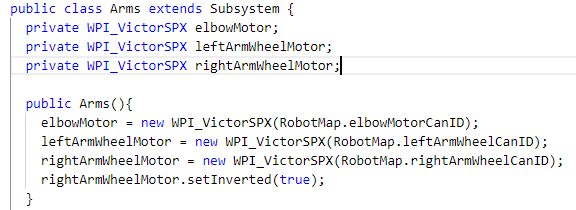 public class Arms extends Subsystem {
private WPI_VictorSPX elbowMotor;
private WPI_VictorSPX leftArmWheelMotor;
private WPI_VictorSPX rightArmWheelMotor;
public Arms(){
elbowMotor = new WPI_VictorSPX(RobotMap.elbowMotorCanID);
leftArmWheelMotor = new WPI_VictorSPX(RobotMap.leftArmWheelCanID);
rightArmWheelMotor = new WPI_VictorSPX(RobotMap.rightArmWheelCanID);
rightArmWheelMotor.setInverted(true);
}